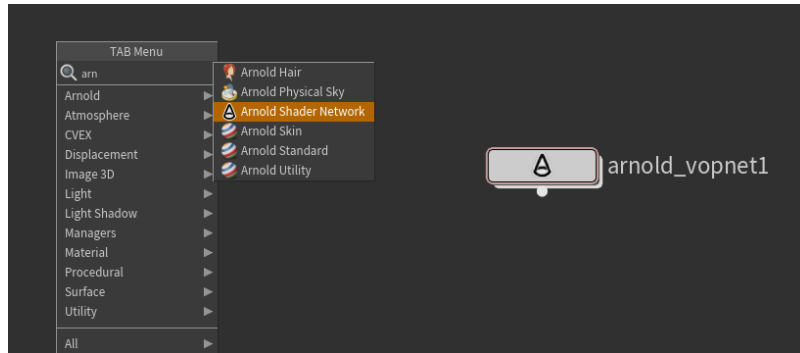 TAB Menu
arn
Arnold
Atmosphere
CVEX
Displacement
Image 3D
Light
Light Shadow
Managers
Material
Procedural
Surface
Utility
All
Arnold Hair
Arnold Physical Sky
Arnold Shader Network
Arnold Skin
Arnold Standard
Arnold Utility
arnold_vopnet1